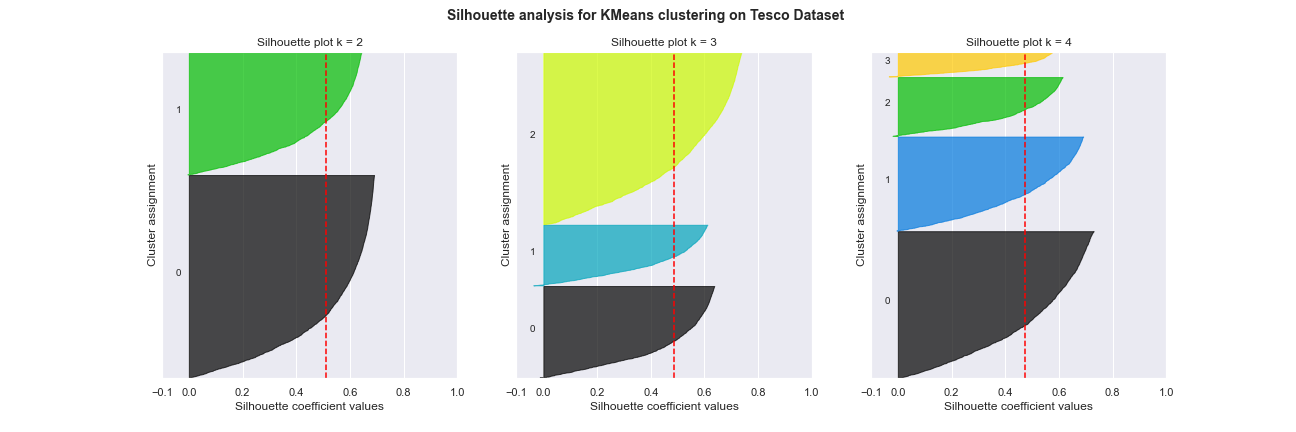 Silhouette analysis for KMeans clustering on Tesco Dataset
Silhouette plot k = 2
Cluster assignment
1
0
−0.1 0.0 0.2 0.4 0.6 0.8 1.0
Silhouette coefficient values
Silhouette plot k = 3
Cluster assignment
2
1
0
−0.1 0.0 0.2 0.4 0.6 0.8 1.0
Silhouette coefficient values
Silhouette plot k = 4
Cluster assignment
3
2
1
0
−0.1 0.0 0.2 0.4 0.6 0.8 1.0
Silhouette coefficient values